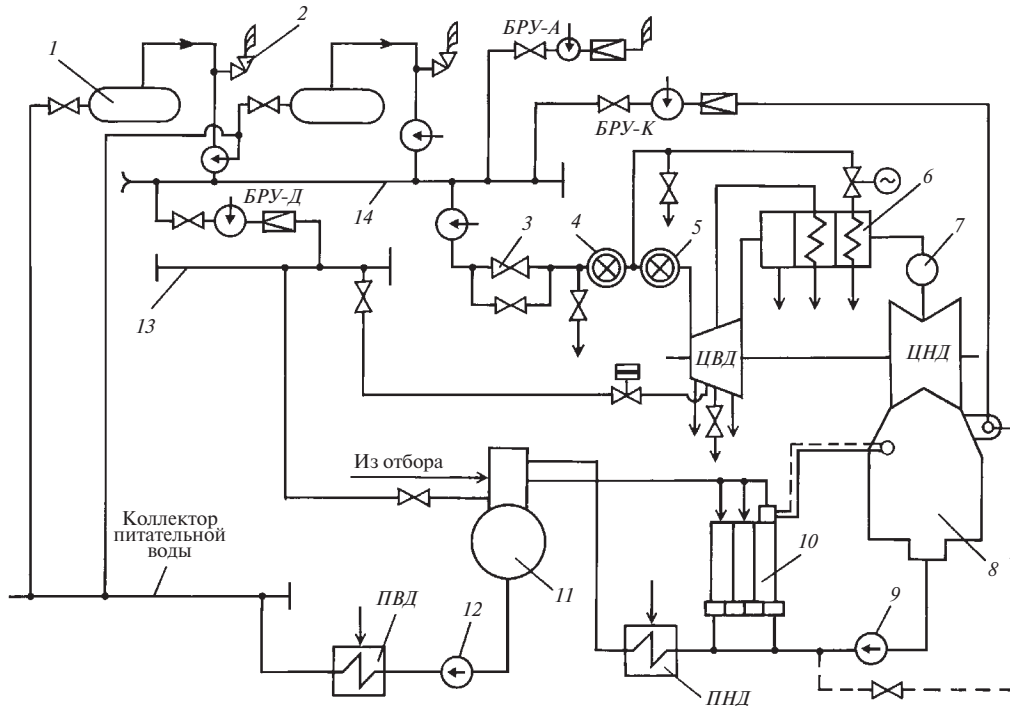 БРУ-А
2
1
БРУ-К
БРУ-Д
14
3
4
5
6
7
13
ЦВД
ЦНД
Из отбора
Коллектор
питательной
воды
10
8
11
9
ПВД
12
ПНД